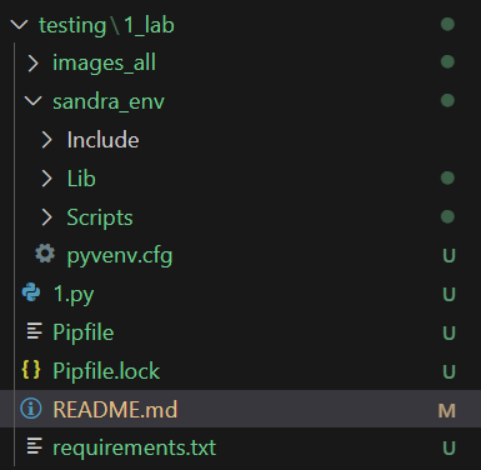 testing\1_lab
images_all
sandra_env
Include
Lib
Scripts
pyvenv.cfg U
1.py U
Pipfile U
{} Pipfile.lock U
README.md M
requirements.txt U